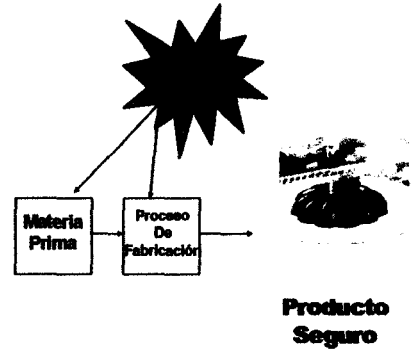 Materia
Prima
Proceso
De
Fabricación
Producto
Seguro